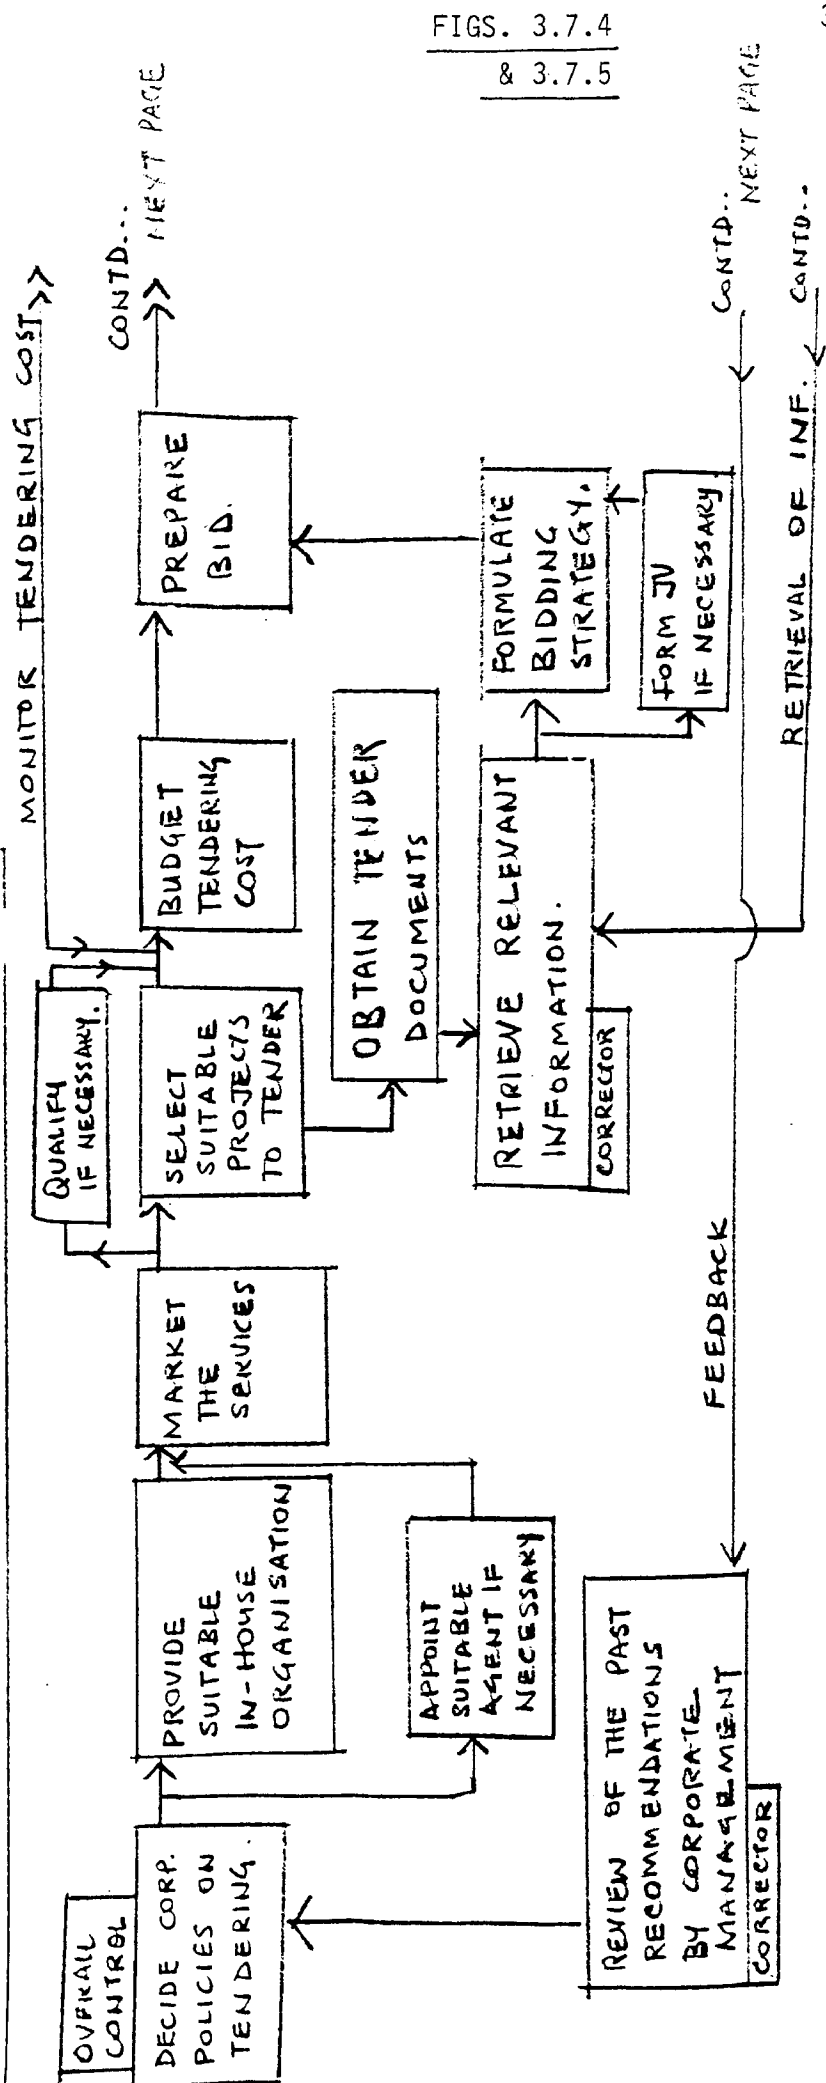 FIGS. 3.7.4
& 3.7.5
MONITOR TENDERING COST
CONTD...
NEXT PAGE
QUALIFY
IF NECESSARY.
OVERALL
CONTROL
DECIDE CORP.
POLICIES ON
TENDERING.
PROVIDE
SUITABLE
IN-HOUSE
ORGANISATION
MARKET
THE
SERVICES
SELECT
SUITABLE
PROJECTS
TO TENDER
BUDGET
TENDERING
COST
PREPARE
BID.
APPOINT
SUITABLE
AGENT IF
NECESSARY
OBTAIN TENDER
DOCUMENTS
RETRIEVE RELEVANT
INFORMATION.
CORRECTOR
FORMULATE
BIDDING
STRATEGY.
FORM JV
IF NECESSARY
REVIEW OF THE PAST
RECOMMENDATIONS
BY CORPORATE
MANAGEMENT
CORRECTOR
FEEDBACK
CONTD..
NEXT PAGE
RETRIEVAL OF INF.
CONTD..